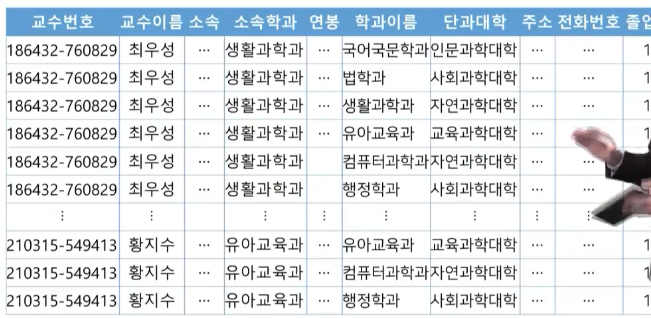 교수번호 교수이름 소속 소속학과 연봉 학과이름 단과대학 주소 전화번호 졸업
186432-760829 최우성 ··· 생활과학과 ··· 국어국문학과 인문과학대학 ··· ··· 1
186432-760829 최우성 ··· 생활과학과 ··· 법학과 사회과학대학 ··· ··· 1
186432-760829 최우성 ··· 생활과학과 ··· 생활과학과 자연과학대학 ··· ··· 1
186432-760829 최우성 ··· 생활과학과 ··· 유아교육과 교육과학대학 ···
186432-760829 최우성 ··· 생활과학과 컴퓨터과학과 자연과학대학 ···
186432-760829 최우성 ··· 생활과학과 행정학과 사회과학대학 ···
⋮ ⋮ ⋮ ⋮ ⋮ ⋮ ⋮ ⋮
210315-549413 황지수 ··· 유아교육과 ··· 유아교육과 교육과학대학 ··· ··· 1
210315-549413 황지수 ··· 유아교육과 ··· 컴퓨터과학과 자연과학대학 ··· ··· 1
210315-549413 황지수 ··· 유아교육과 ··· 행정학과 사회과학대학 ··· ··· 1